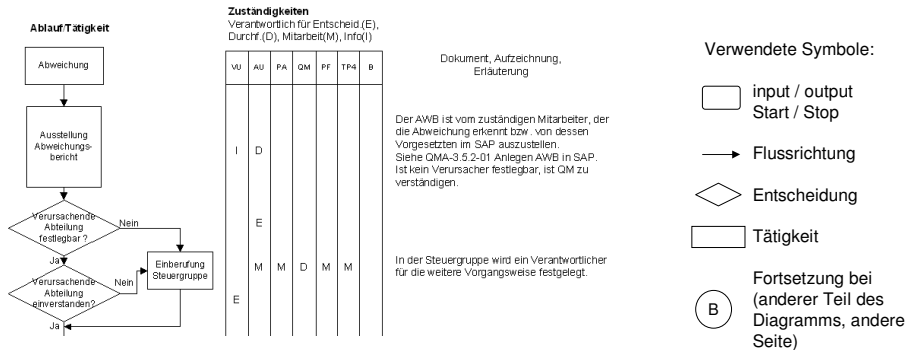 Ablauf/Tätigkeit
Abweichung
Ausstellung
Abweichungs-
bericht
Verursachende
Abteilung
festlegbar ?
Nein
Ja
Verursachende
Abteilung
einverstanden?
Nein
Ja
Einberufung
Steuergruppe
Zuständigkeiten
Verantwortlich für Entscheid.(E),
Durchf.(D), Mitarbeit(M), Info(I)
VU AU PA QM PF TP4 B
I D
E
M M D M M
E
Dokument, Aufzeichnung,
Erläuterung
Der AWB ist vom zuständigen Mitarbeiter, der
die Abweichung erkennt bzw. von dessen
Vorgesetzten im SAP auszustellen.
Siehe QMA-3.5.2-01 Anlegen AWB in SAP.
Ist kein Verursacher festlegbar, ist QM zu
verständigen.
In der Steuergruppe wird ein Verantwortlicher
für die weitere Vorgangsweise festgelegt.
Verwendete Symbole:
input / output
Start / Stop
Flussrichtung
Entscheidung
Tätigkeit
B
Fortsetzung bei
(anderer Teil des
Diagramms, andere
Seite)